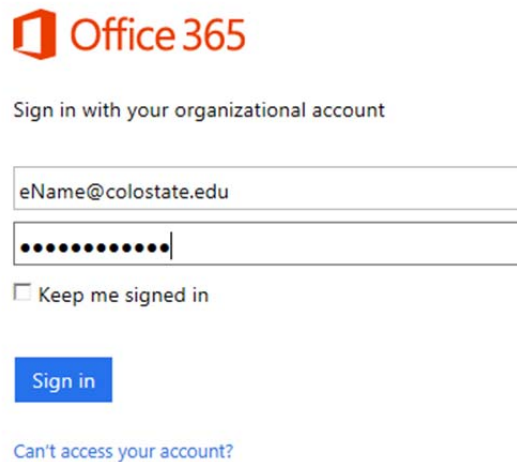 Office 365
Sign in with your organizational account
eName@colostate.edu
••••••••••••
Keep me signed in
Sign in
Can't access your account?